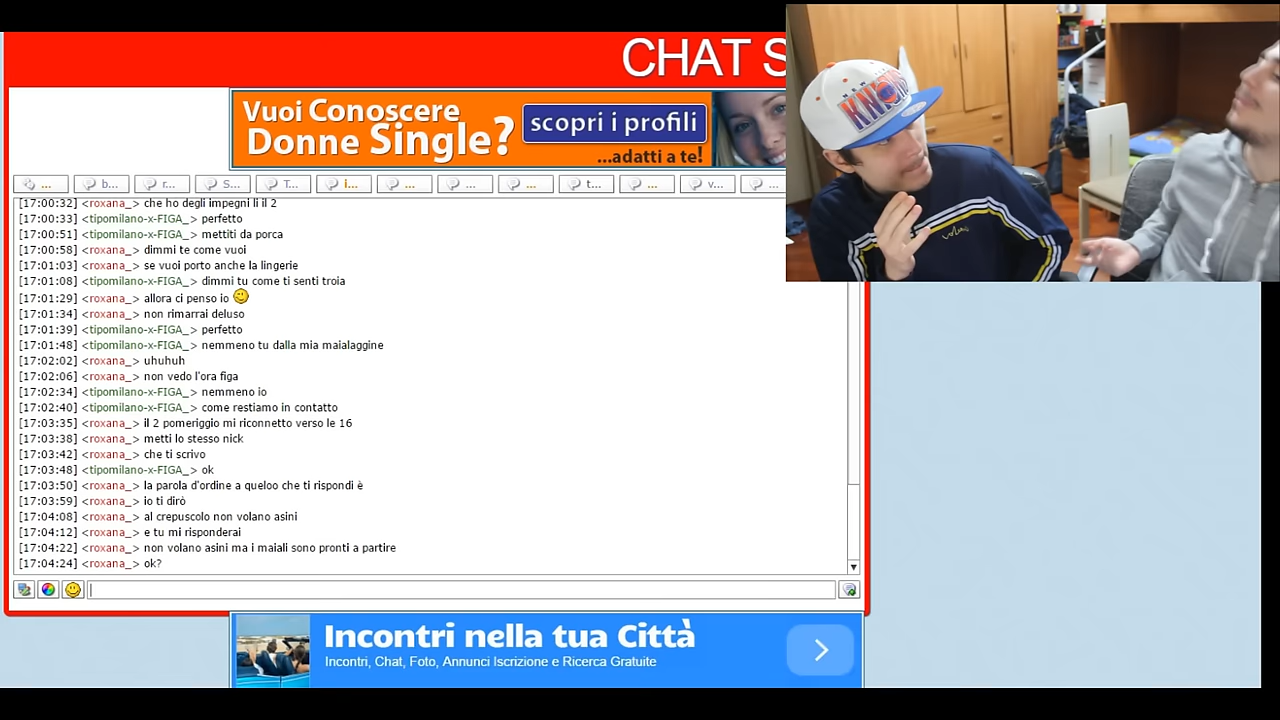 CHAT S
Vuoi Conoscere
Donne Single?
scopri i profili
...adatti a te!
... b... r... S... T... i... ... ... ... t... ... v... ...
[17:00:32] <roxana_> che ho degli impegni li il 2
[17:00:33] <tipomilano-x-FIGA_> perfetto
[17:00:51] <tipomilano-x-FIGA_> mettiti da porca
[17:00:58] <roxana_> dimmi te come vuoi
[17:01:03] <roxana_> se vuoi porto anche la lingerie
[17:01:08] <tipomilano-x-FIGA_> dimmi tu come ti senti troia
[17:01:29] <roxana_> allora ci penso io
[17:01:34] <roxana_> non rimarrai deluso
[17:01:39] <tipomilano-x-FIGA_> perfetto
[17:01:48] <tipomilano-x-FIGA_> nemmeno tu dalla mia maialaggine
[17:02:02] <roxana_> uhuhuh
[17:02:06] <roxana_> non vedo l'ora figa
[17:02:34] <tipomilano-x-FIGA_> nemmeno io
[17:02:40] <tipomilano-x-FIGA_> come restiamo in contatto
[17:03:35] <roxana_> il 2 pomeriggio mi riconnetto verso le 16
[17:03:38] <roxana_> metti lo stesso nick
[17:03:42] <roxana_> che ti scrivo
[17:03:48] <tipomilano-x-FIGA_> ok
[17:03:50] <roxana_> la parola d'ordine a queloo che ti rispondi è
[17:03:59] <roxana_> io ti dirò
[17:04:08] <roxana_> al crepuscolo non volano asini
[17:04:12] <roxana_> e tu mi risponderai
[17:04:22] <roxana_> non volano asini ma i maiali sono pronti a partire
[17:04:24] <roxana_> ok?
Incontri nella tua Città
Incontri, Chat, Foto, Annunci Iscrizione e Ricerca Gratuite